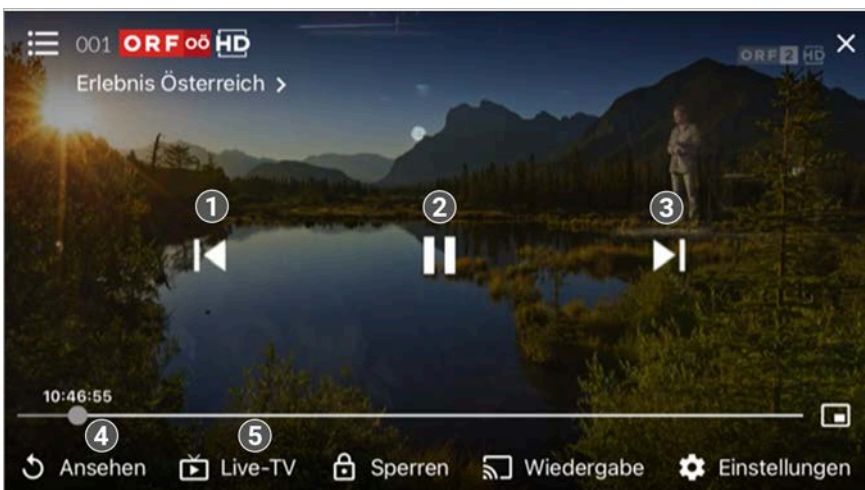 001 ORF oö HD
ORF 2 HD
Erlebnis Österreich >
1 2 3
10:46:55
4 5
Ansehen Live-TV Sperren Wiedergabe Einstellungen